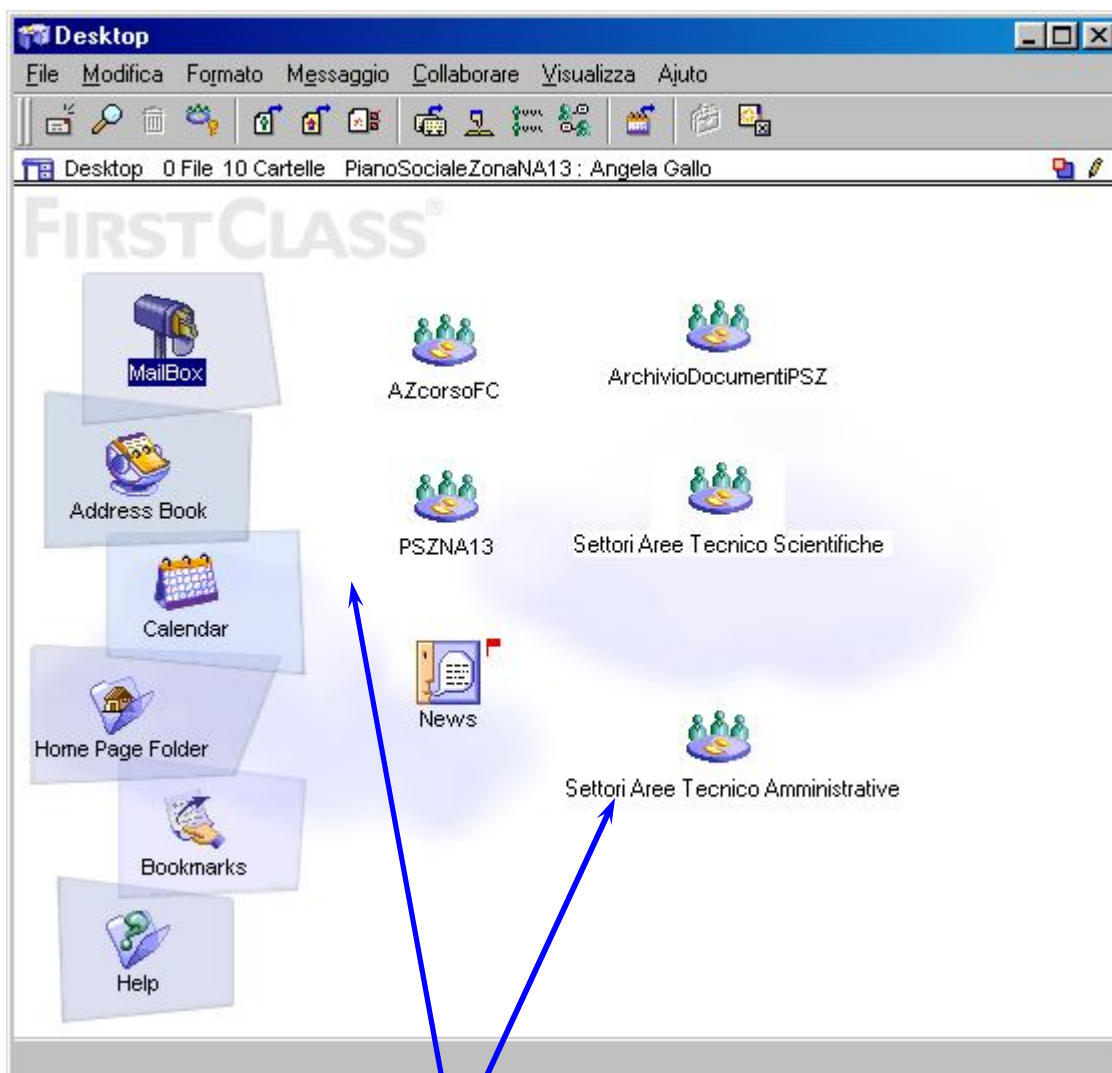 Desktop
File Modifica Formato Messaggio Collaborare Visualizza Ajuto
Desktop 0 File 10 Cartelle PianoSocialeZonaNA13 : Angela Gallo
FIRSTCLASS®
MailBox
AZcorsoFC
ArchivioDocumentiPSZ
Address Book
PSZNA13
Settori Aree Tecnico Scientifiche
Calendar
News
Home Page Folder
Settori Aree Tecnico Amministrative
Bookmarks
Help